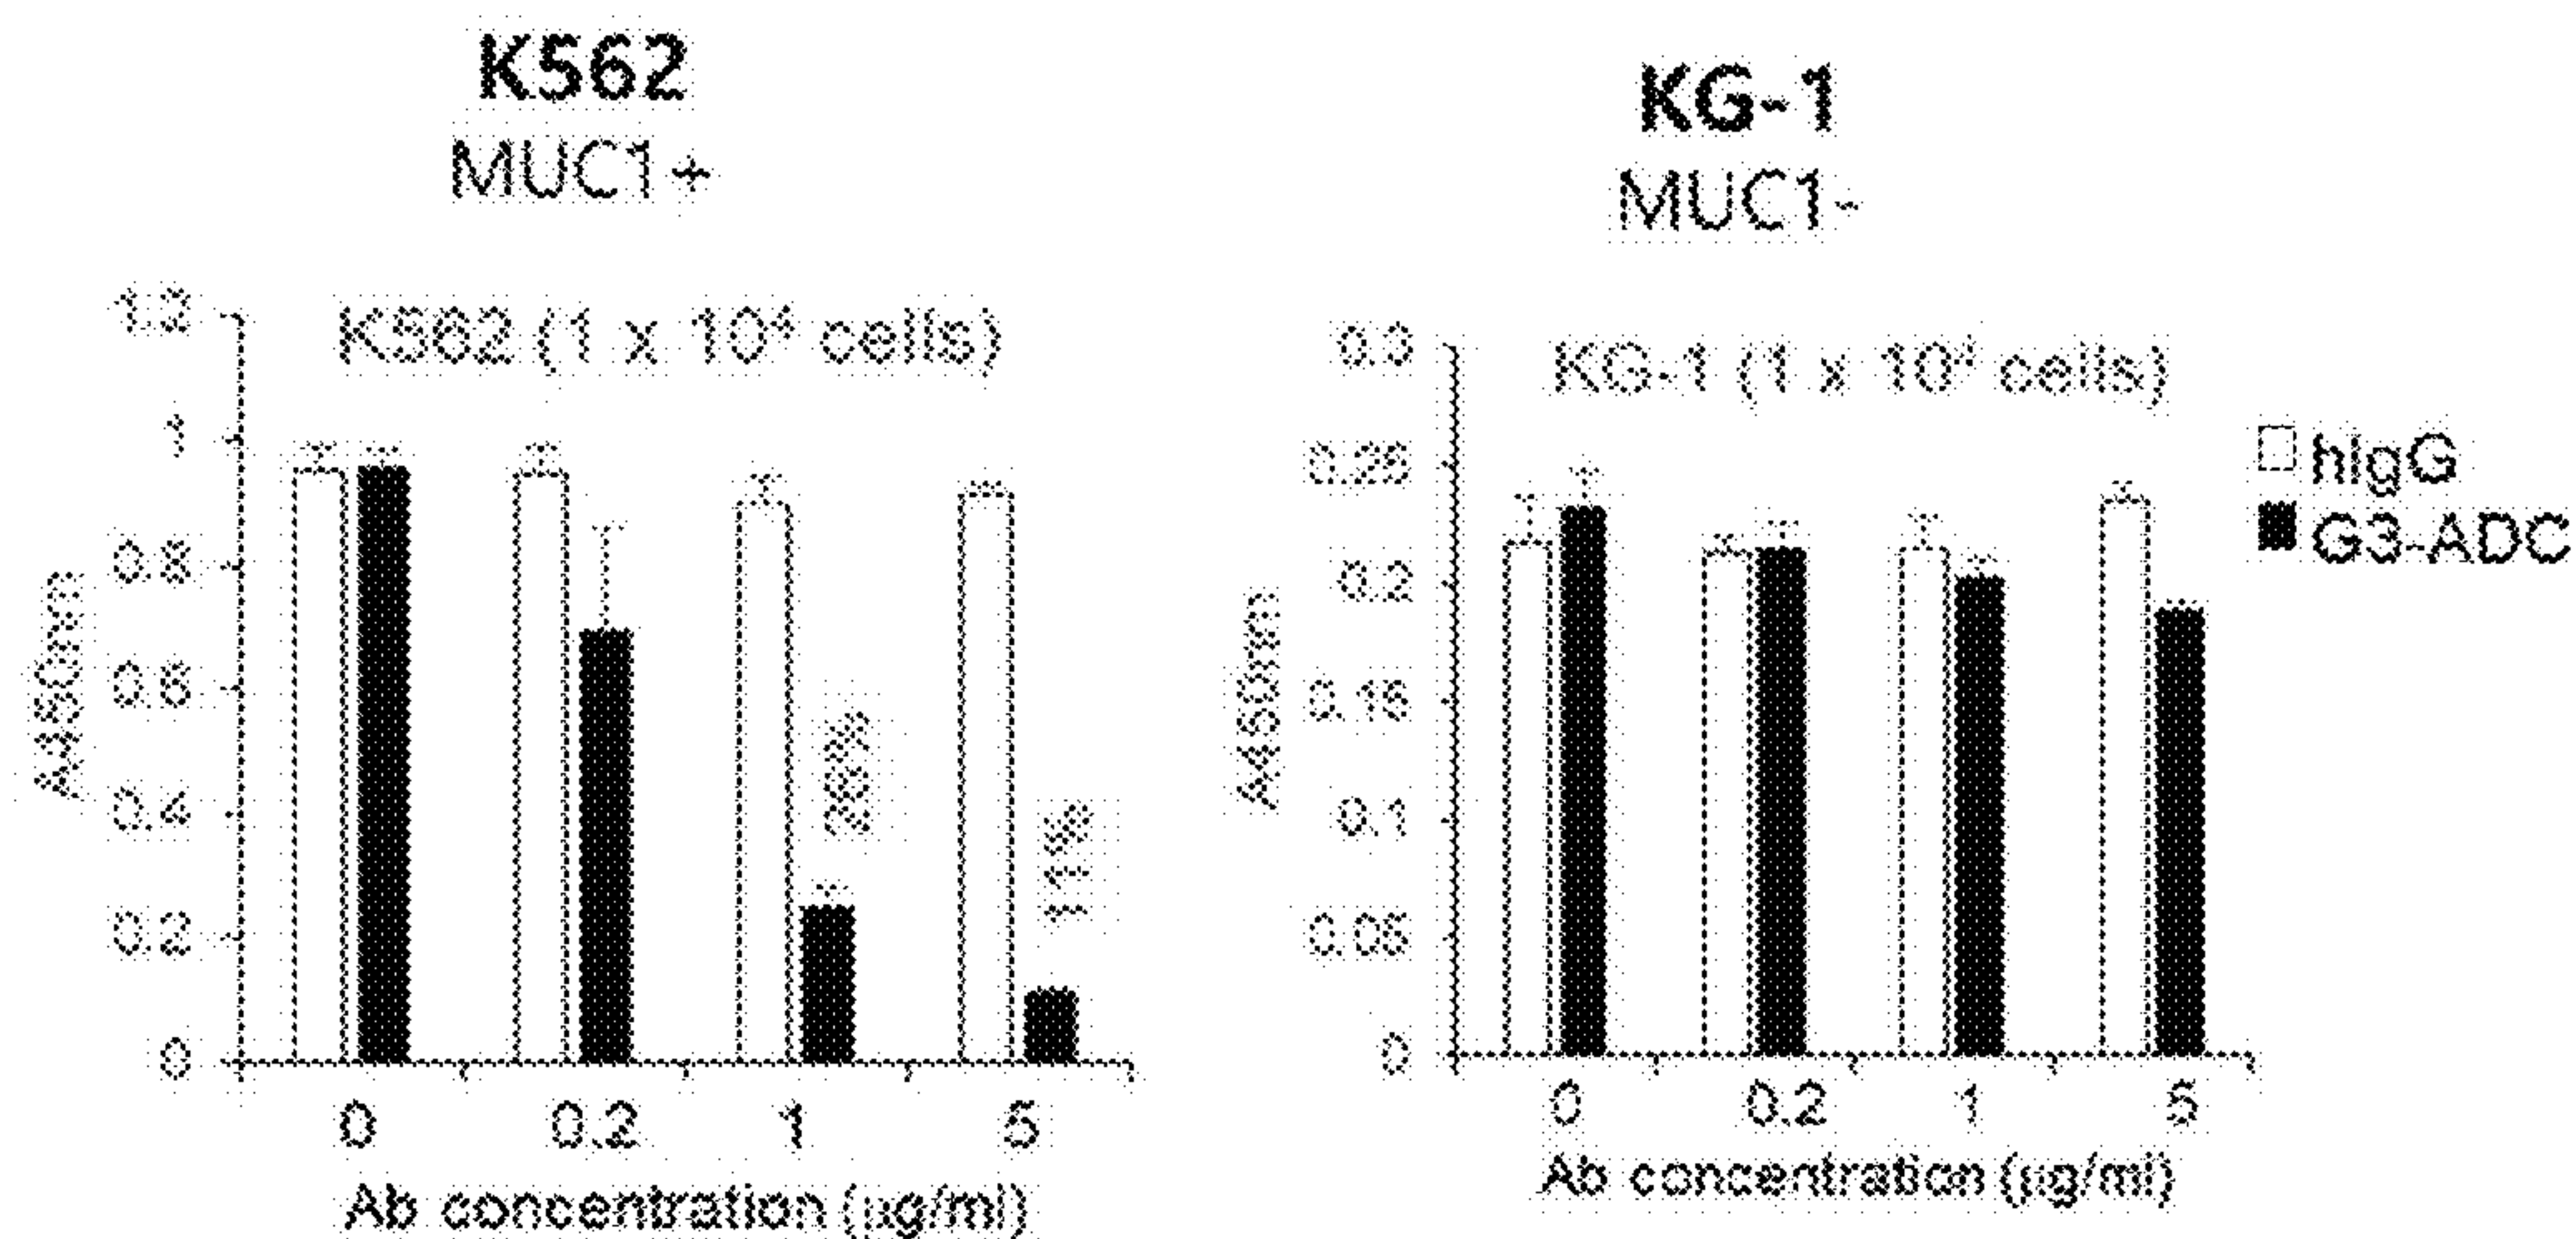 K562
MUC1+
K562 (1 x 10⁴ cells)
A450nm
1.2
1
0.8
0.6
0.4
0.2
0
26%
11%
0
0.2
1
5
Ab concentration (µg/ml)
KG-1
MUC1-
KG-1 (1 x 10⁴ cells)
A450nm
0.3
0.25
0.2
0.15
0.1
0.05
0
0
0.2
1
5
Ab concentration (µg/ml)
hIgG
G3-ADC